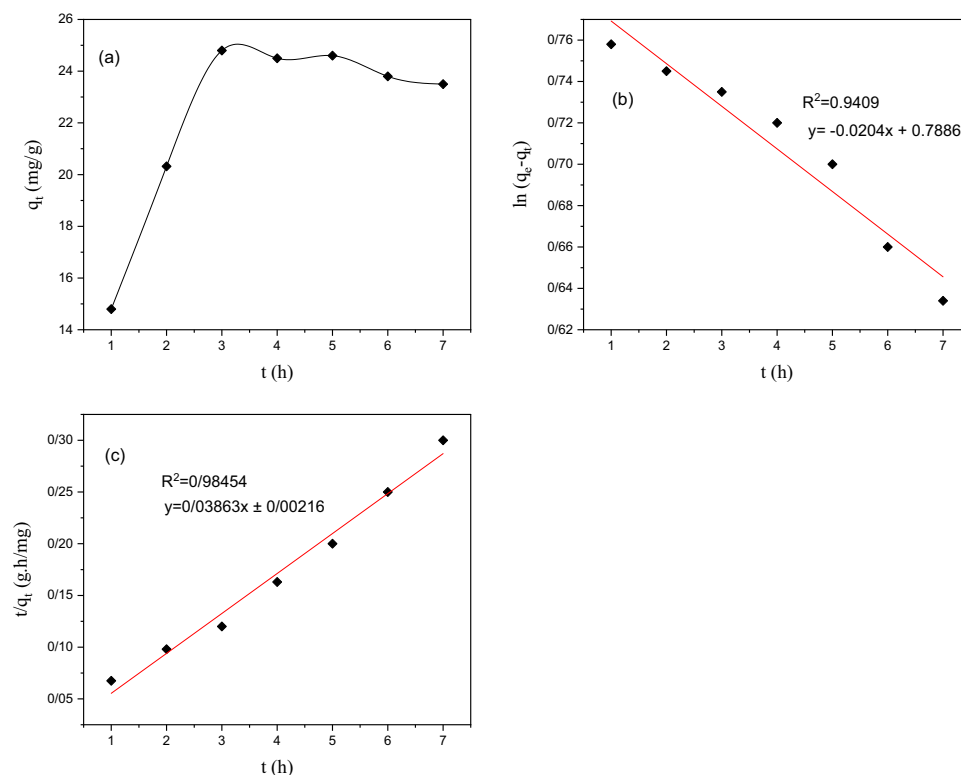 (a)
q_t (mg/g)
26
24
22
20
18
16
14
1 2 3 4 5 6 7
t (h)
(b)
R²=0.9409
y= -0.0204x + 0.7886
ln (q_e-q_t)
0/76
0/74
0/72
0/70
0/68
0/66
0/64
0/62
1 2 3 4 5 6 7
t (h)
(c)
R²=0/98454
y=0/03863x ± 0/00216
t/q_t (g.h/mg)
0/30
0/25
0/20
0/15
0/10
0/05
1 2 3 4 5 6 7
t (h)